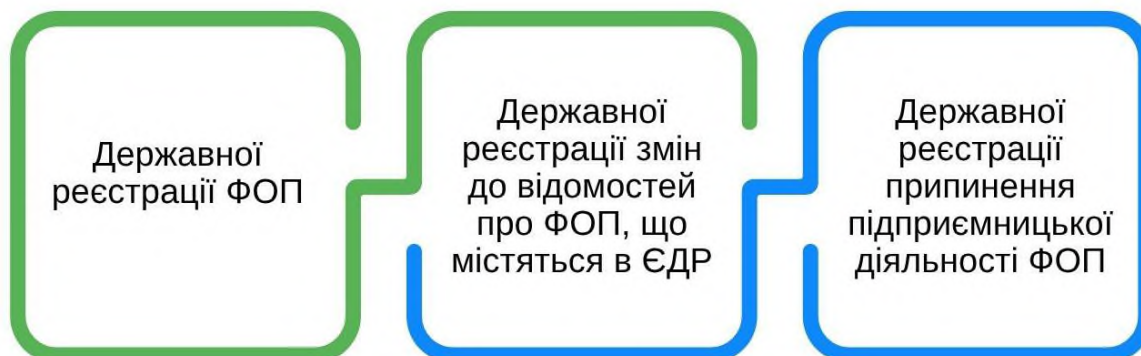 Державної
реєстрації ФОП
Державної
реєстрації змін
до відомостей
про ФОП, що
містяться в ЄДР
Державної
реєстрації
припинення
підприємницької
діяльності ФОП